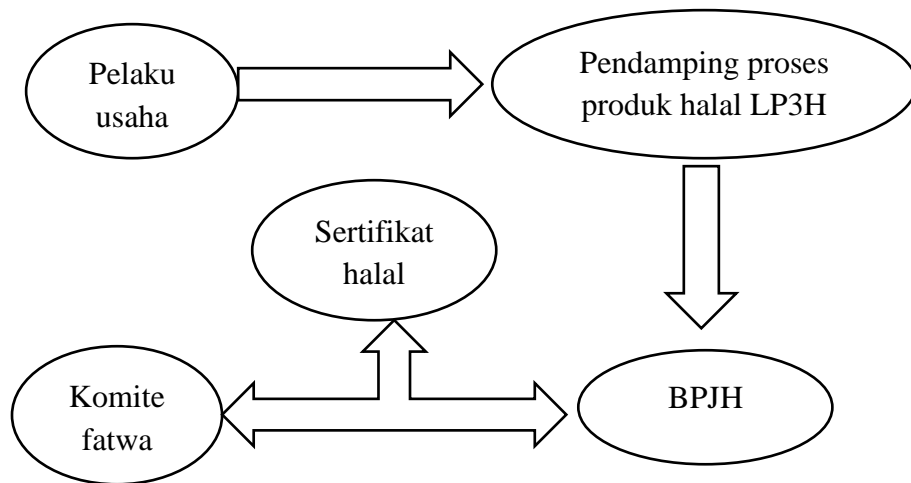 Pelaku
usaha
Pendamping proses
produk halal LP3H
Sertifikat
halal
Komite
fatwa
BPJH